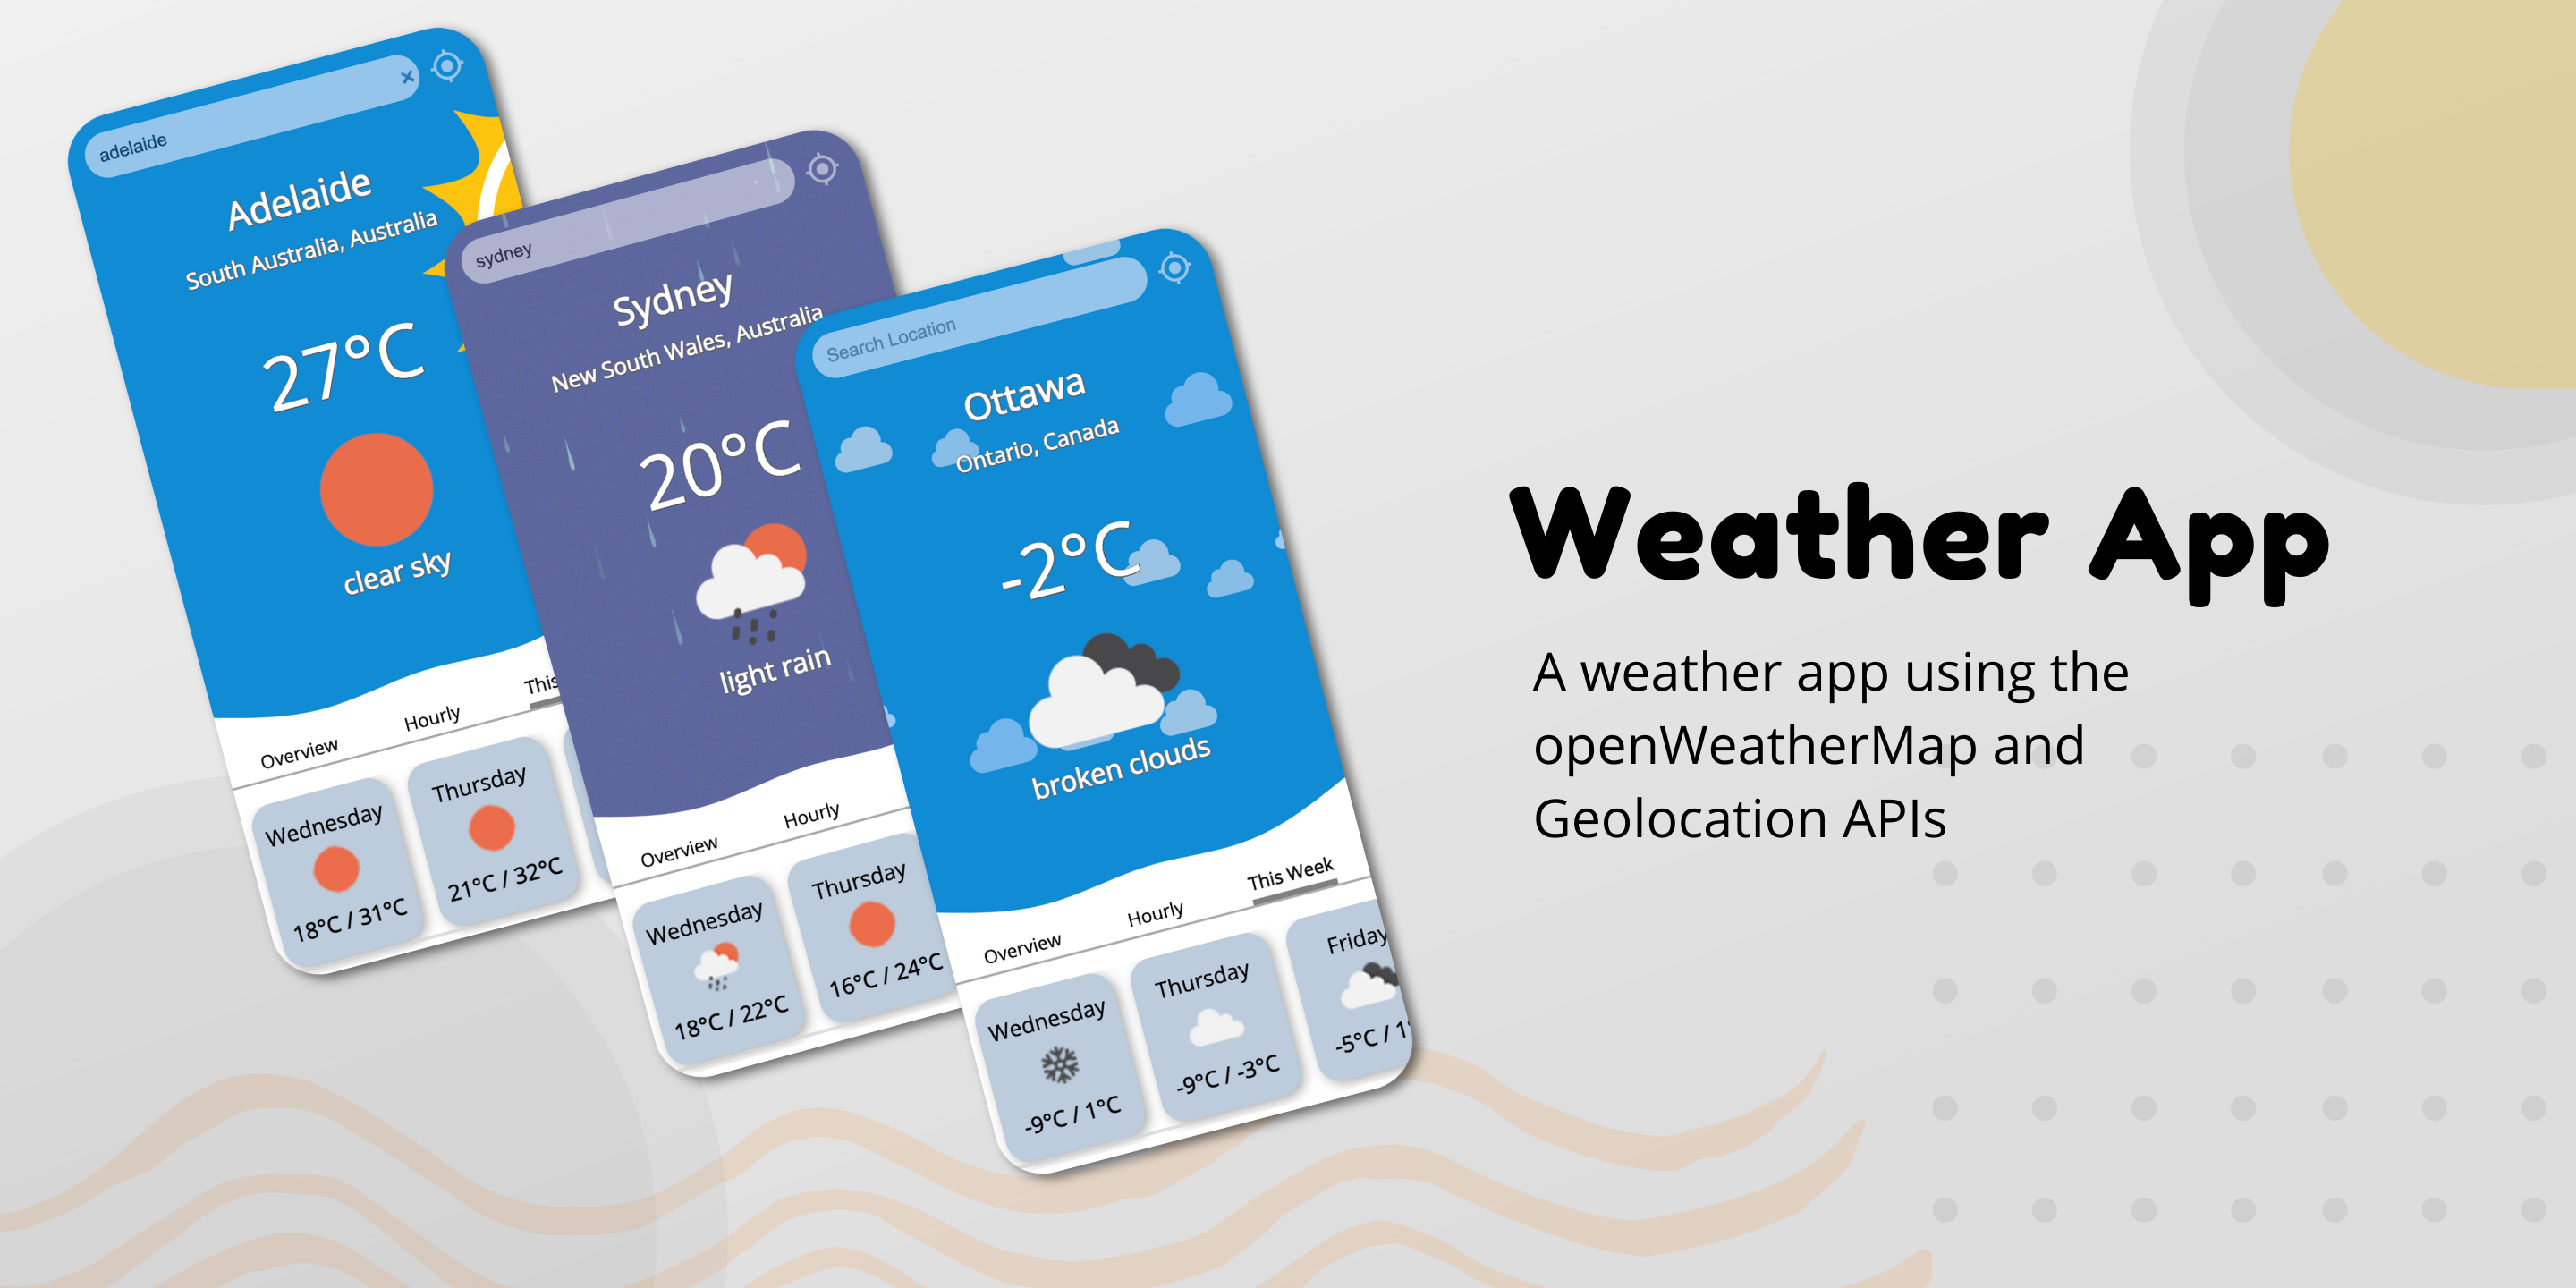 adelaide
Adelaide
South Australia, Australia
27°C
clear sky
Overview
Hourly
This
Wednesday
18°C / 31°C
Thursday
21°C / 32°C
sydney
Sydney
New South Wales, Australia
20°C
light rain
Overview
Hourly
Wednesday
18°C / 22°C
Thursday
16°C / 24°C
Search Location
Ottawa
Ontario, Canada
-2°C
broken clouds
Overview
Hourly
This Week
Wednesday
-9°C / 1°C
Thursday
-9°C / -3°C
Friday
-5°C / 1°
Weather App
A weather app using the
openWeatherMap and
Geolocation APIs